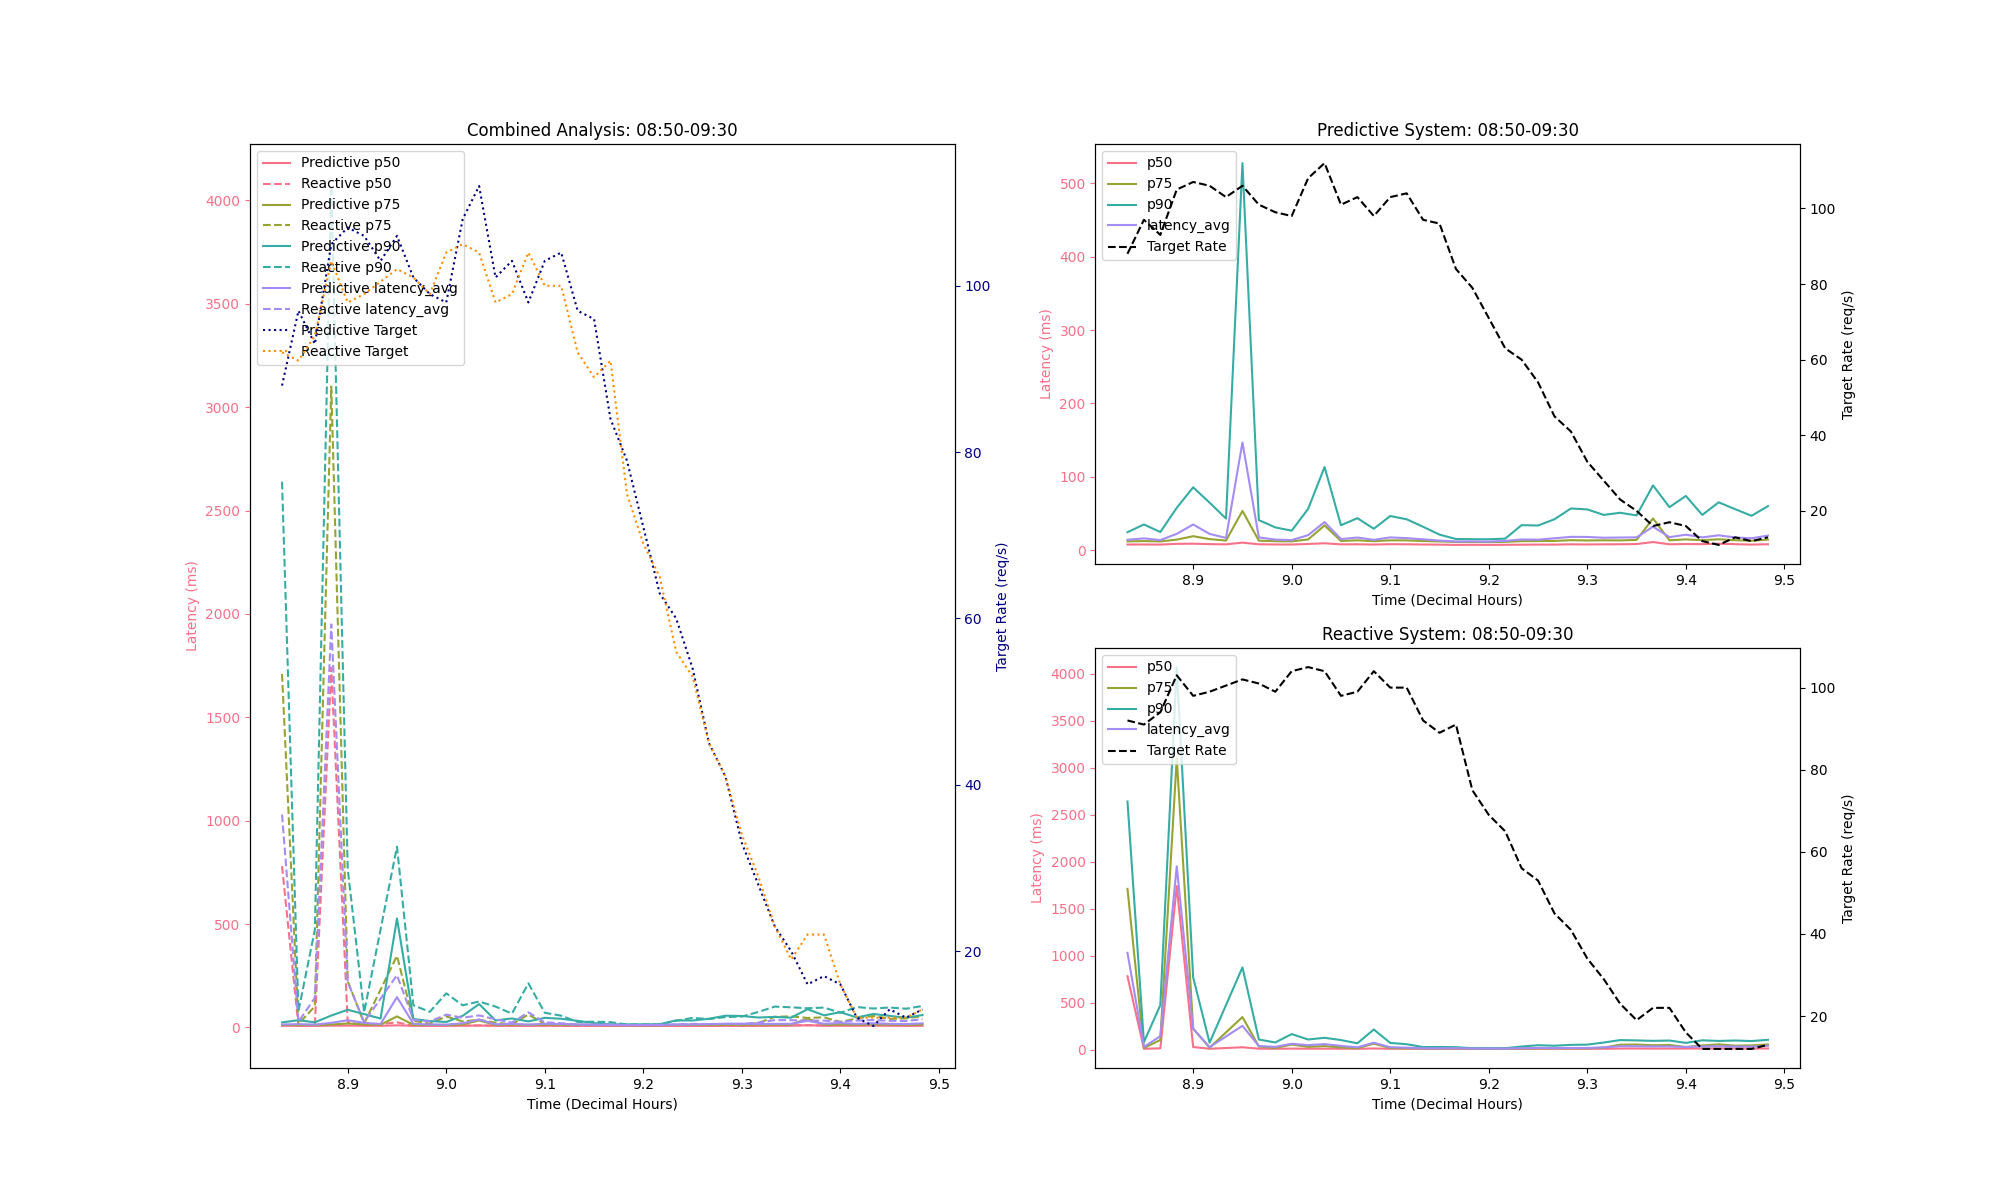 Combined Analysis: 08:50-09:30
Predictive p50
Reactive p50
Predictive p75
Reactive p75
Predictive p90
Reactive p90
Predictive latency_avg
Reactive latency_avg
Predictive Target
Reactive Target
4000
3500
3000
2500
2000
1500
1000
500
0
Latency (ms)
100
80
60
40
20
Target Rate (req/s)
8.9 9.0 9.1 9.2 9.3 9.4 9.5
Time (Decimal Hours)
Predictive System: 08:50-09:30
p50
p75
p90
latency_avg
Target Rate
500
400
300
200
100
0
Latency (ms)
100
80
60
40
20
Target Rate (req/s)
8.9 9.0 9.1 9.2 9.3 9.4 9.5
Time (Decimal Hours)
Reactive System: 08:50-09:30
p50
p75
p90
latency_avg
Target Rate
4000
3500
3000
2500
2000
1500
1000
500
0
Latency (ms)
100
80
60
40
20
Target Rate (req/s)
8.9 9.0 9.1 9.2 9.3 9.4 9.5
Time (Decimal Hours)